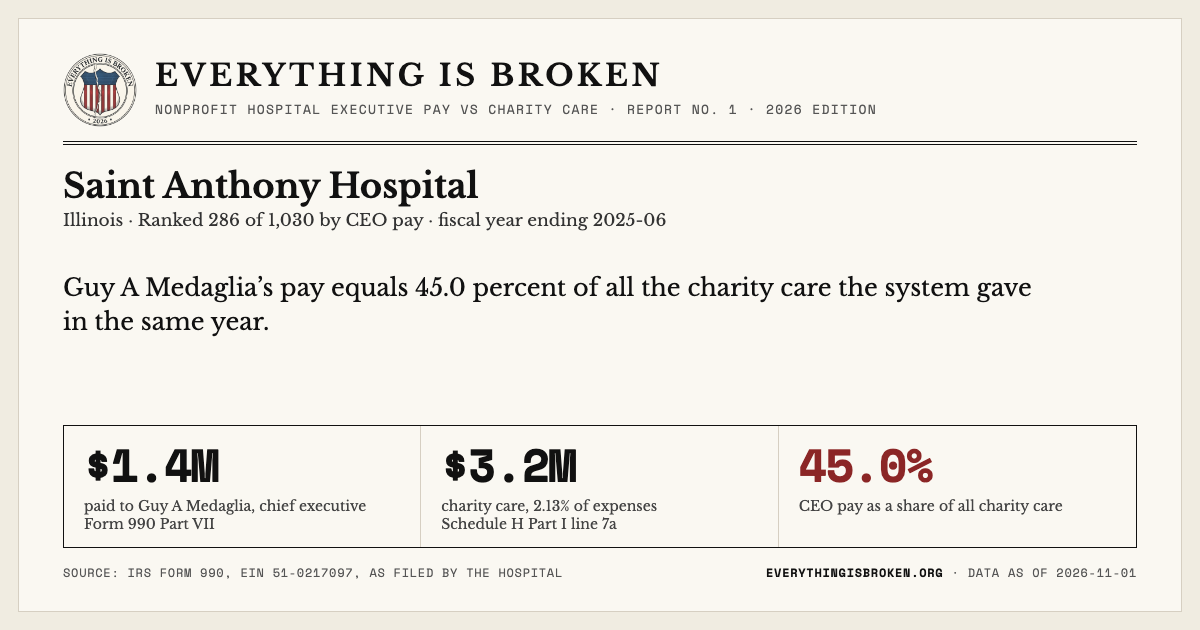 EVERYTHING IS BROKEN
2026
EVERYTHING IS BROKEN
NONPROFIT HOSPITAL EXECUTIVE PAY VS CHARITY CARE · REPORT NO. 1 · 2026 EDITION
Saint Anthony Hospital
Illinois · Ranked 286 of 1,030 by CEO pay · fiscal year ending 2025-06
Guy A Medaglia’s pay equals 45.0 percent of all the charity care the system gave
in the same year.
$1.4M
paid to Guy A Medaglia, chief executive
Form 990 Part VII
$3.2M
charity care, 2.13% of expenses
Schedule H Part I line 7a
45.0%
CEO pay as a share of all charity care
SOURCE: IRS FORM 990, EIN 51-0217097, AS FILED BY THE HOSPITAL
EVERYTHINGISBROKEN.ORG · DATA AS OF 2026-11-01